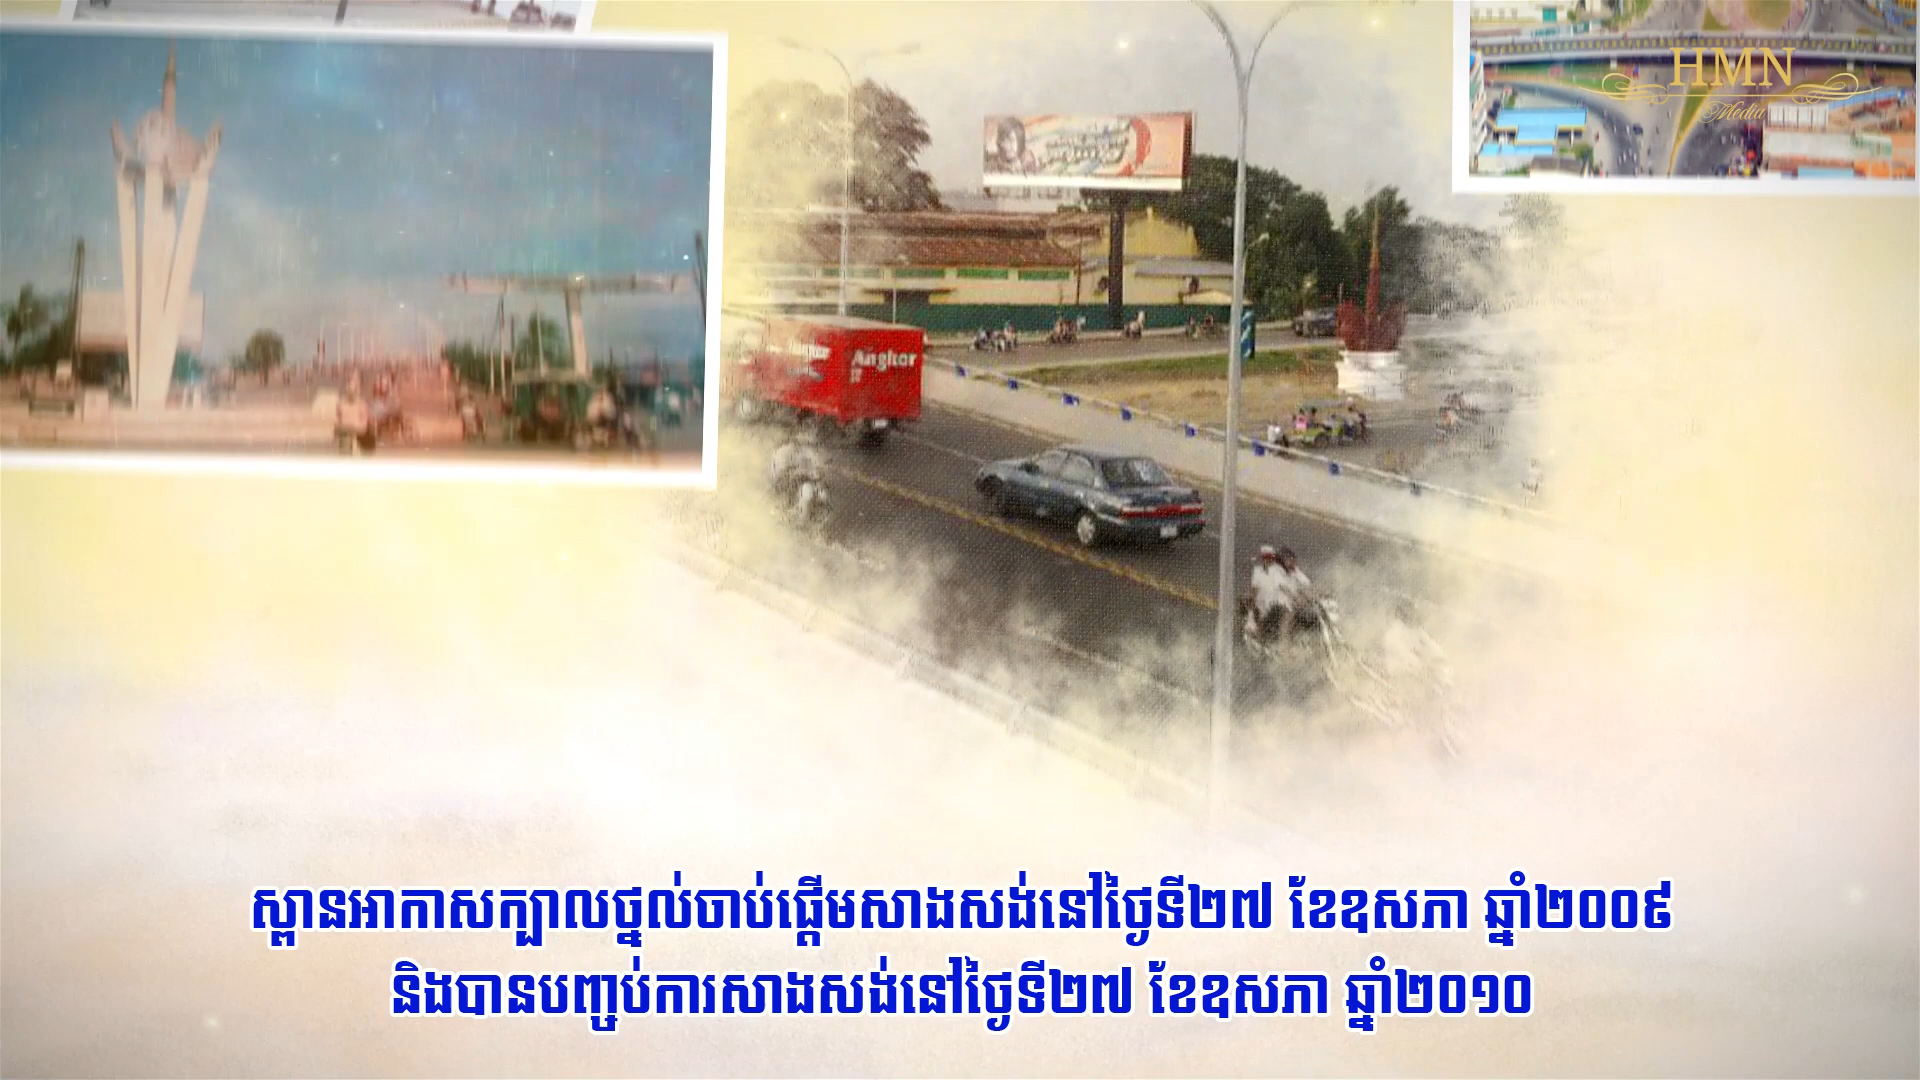 HMN
Media
Angkor
ស្ពានអាកាសក្បាលថ្នល់ចាប់ផ្ដើមសាងសង់នៅថ្ងៃទី២៧ ខែឧសភា ឆ្នាំ២០០៩
និងបានបញ្ចប់ការសាងសង់នៅថ្ងៃទី២៧ ខែឧសភា ឆ្នាំ២០១០